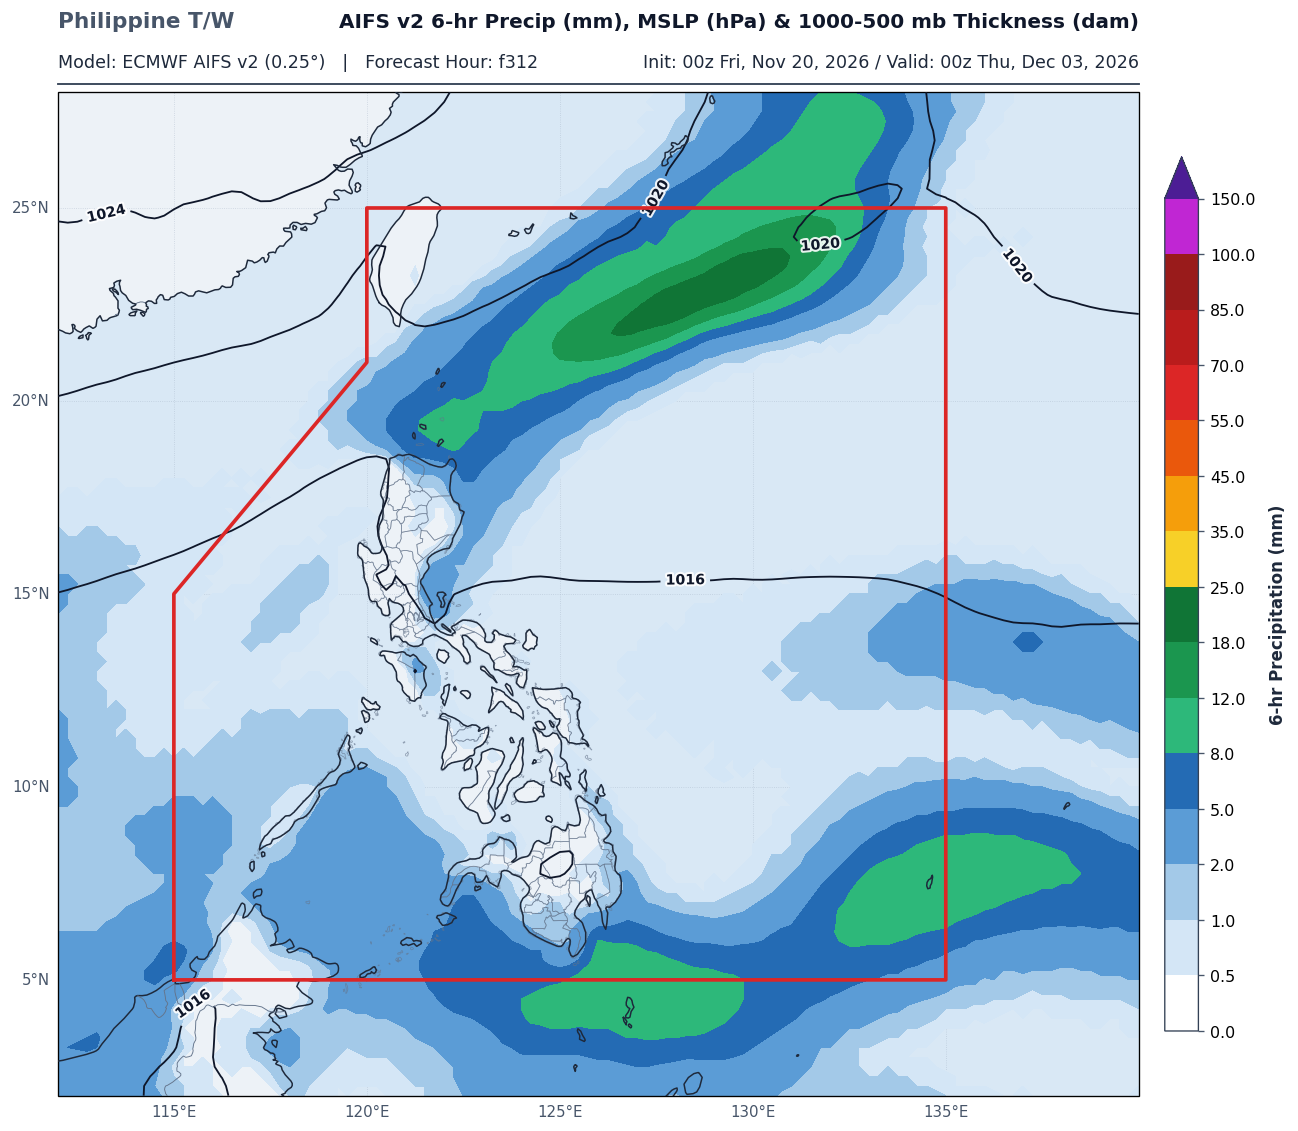 Philippine T/W
AIFS v2 6-hr Precip (mm), MSLP (hPa) & 1000-500 mb Thickness (dam)
Model: ECMWF AIFS v2 (0.25°)   |   Forecast Hour: f312
Init: 00z Fri, Nov 20, 2026 / Valid: 00z Thu, Dec 03, 2026
25°N
20°N
15°N
10°N
5°N
1024
1020
1020
1020
1016
1016
115°E
120°E
125°E
130°E
135°E
150.0
100.0
85.0
70.0
55.0
45.0
35.0
25.0
18.0
12.0
8.0
5.0
2.0
1.0
0.5
0.0
6-hr Precipitation (mm)